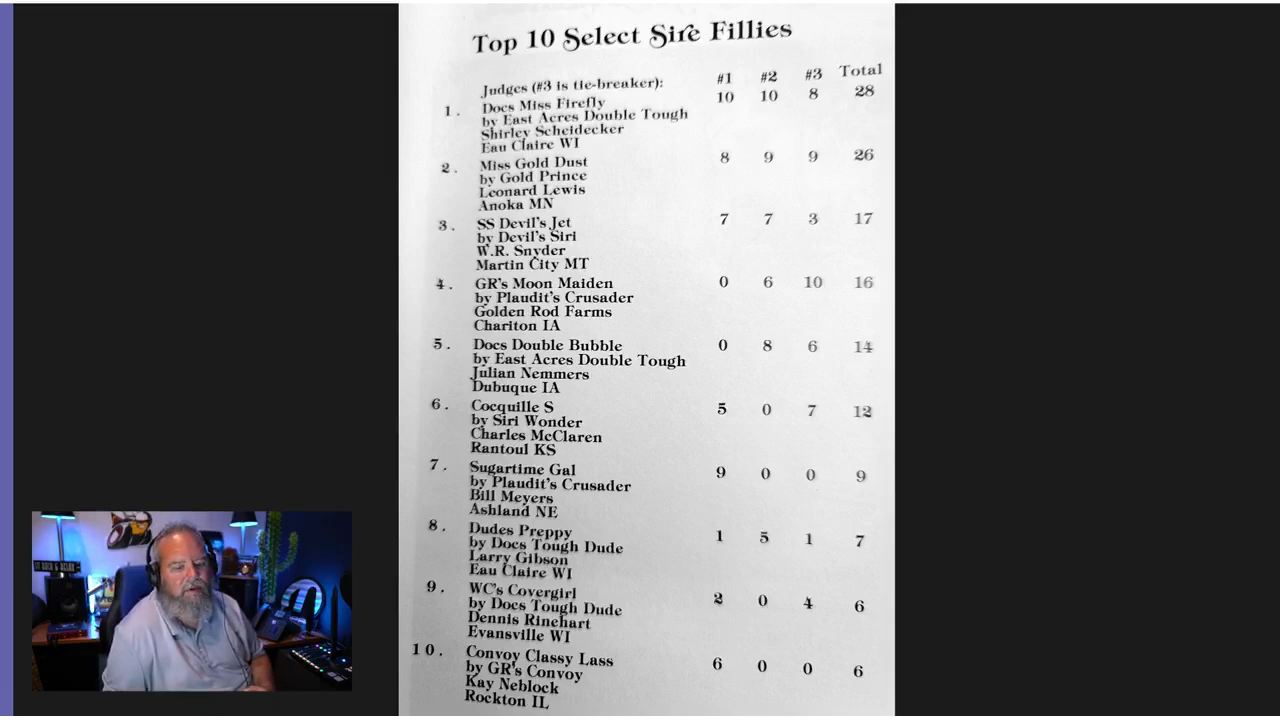 Top 10 Select Sire Fillies
Judges (#3 is tie-breaker): #1 #2 #3 Total
1. Docs Miss Firefly 10 10 8 28
by East Acres Double Tough
Shirley Scheidecker
Eau Claire WI
2. Miss Gold Dust 8 9 9 26
by Gold Prince
Leonard Lewis
Anoka MN
3. SS Devil's Jet 7 7 3 17
by Devil's Siri
W.R. Snyder
Martin City MT
4. GR's Moon Maiden 0 6 10 16
by Plaudit's Crusader
Golden Rod Farms
Chariton IA
5. Docs Double Bubble 0 8 6 14
by East Acres Double Tough
Julian Nemmers
Dubuque IA
6. Cocquille S 5 0 7 12
by Siri Wonder
Charles McClaren
Rantoul KS
7. Sugartime Gal 9 0 0 9
by Plaudit's Crusader
Bill Meyers
Ashland NE
8. Dudes Preppy 1 5 1 7
by Docs Tough Dude
Larry Gibson
Eau Claire WI
9. WC's Covergirl 2 0 4 6
by Docs Tough Dude
Dennis Rinehart
Evansville WI
10. Convoy Classy Lass 6 0 0 6
by GR's Convoy
Kay Neblock
Rockton IL